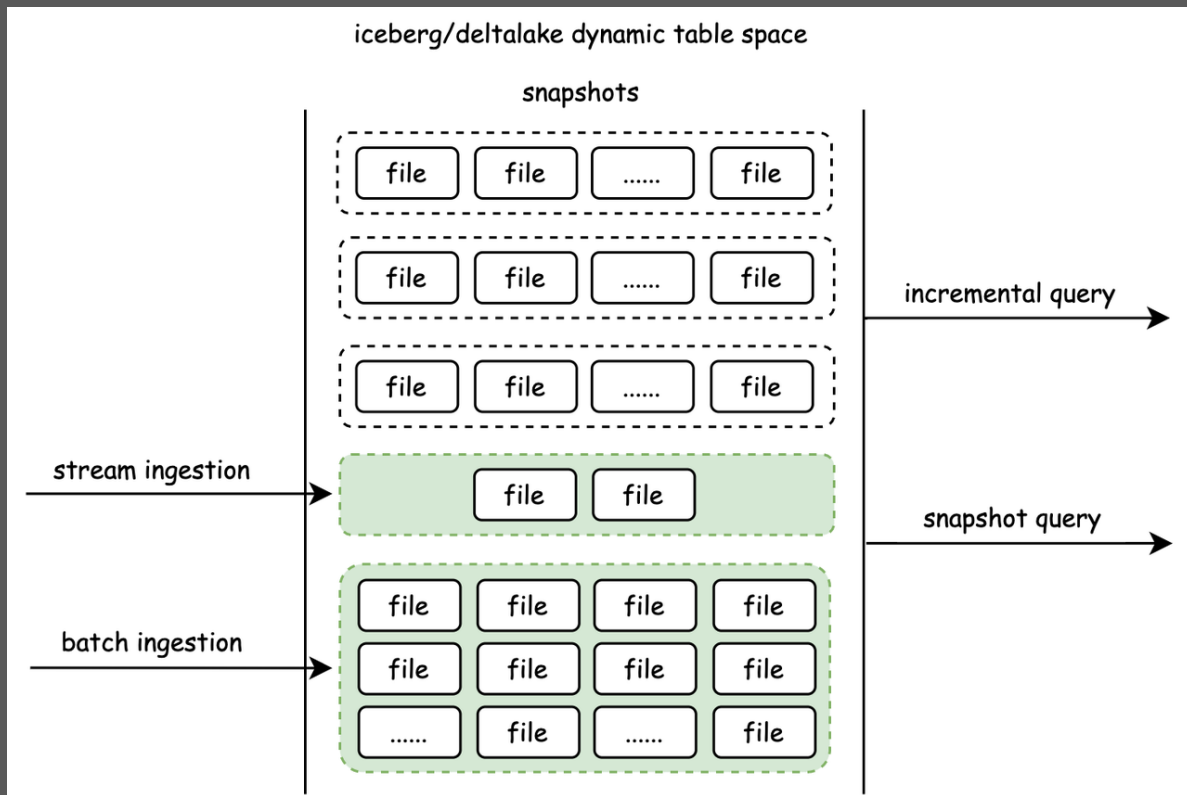 iceberg/deltalake dynamic table space
snapshots
file file ...... file
file file ...... file
incremental query
file file ...... file
stream ingestion
file file
snapshot query
file file file file
batch ingestion
file file file file
...... file ...... file